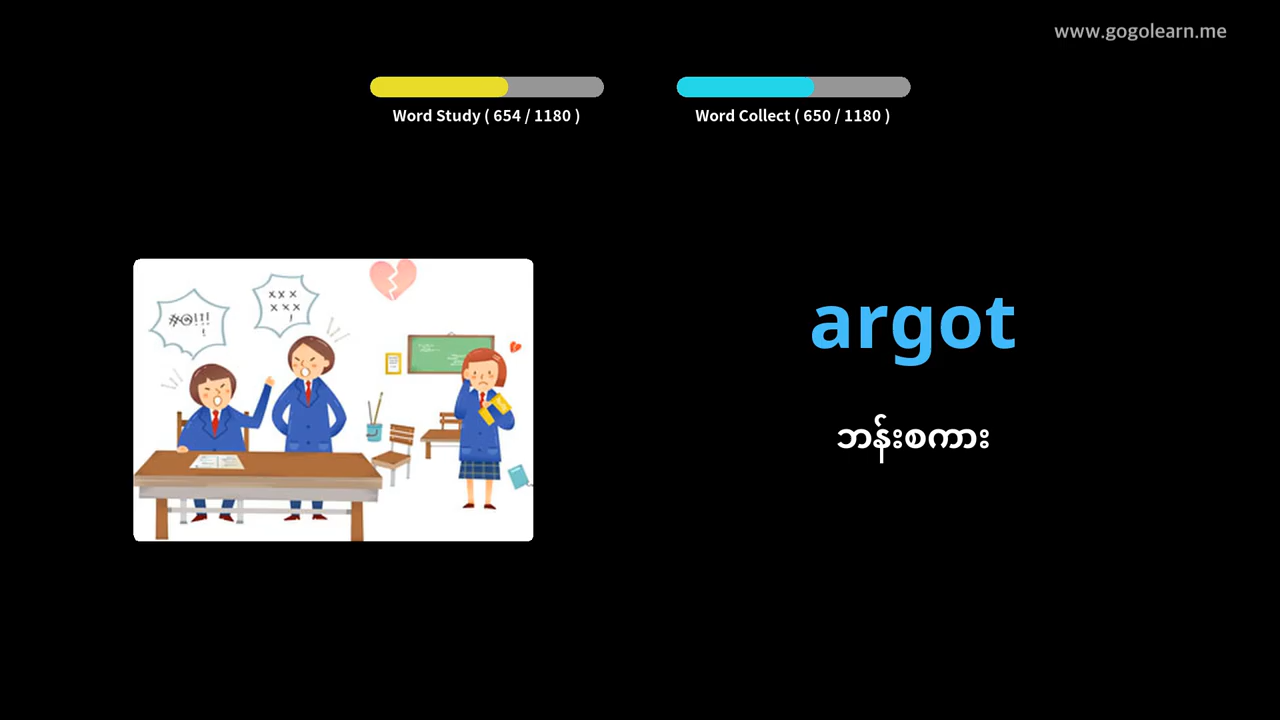 www.gogolearn.me
Word Study ( 654 / 1180 )
Word Collect ( 650 / 1180 )
#@!!!
!
x x x
x x x
!
argot
ဘန်းစကား